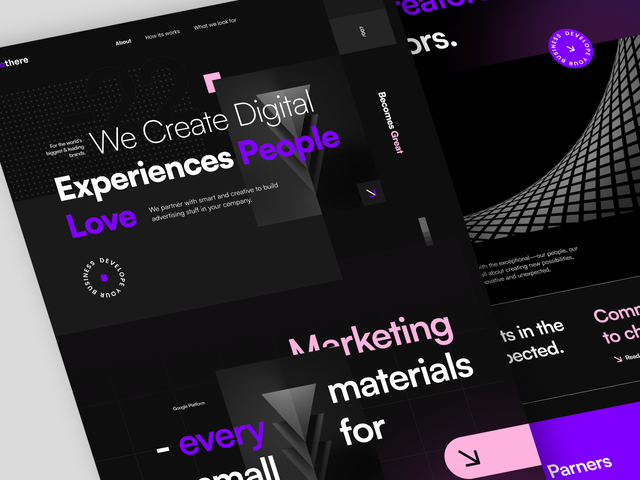 there
About
How its works
What we look for
2022
For the world's
biggest & leading
brands.
We Create Digital
Experiences People
Love
We partner with smart and creative to build
advertising stuff in your company.
DEVELOPE YOUR BUSINESS
Becomes Great
Marketing
materials
- every
for
small
Google Platform
ors.
DEVELOPE YOUR BUSINESS
with the exceptional—our people, our
all about creating new possibilities,
novative and unexpected.
ts in the
pected.
Com
to ch
Read
Parners